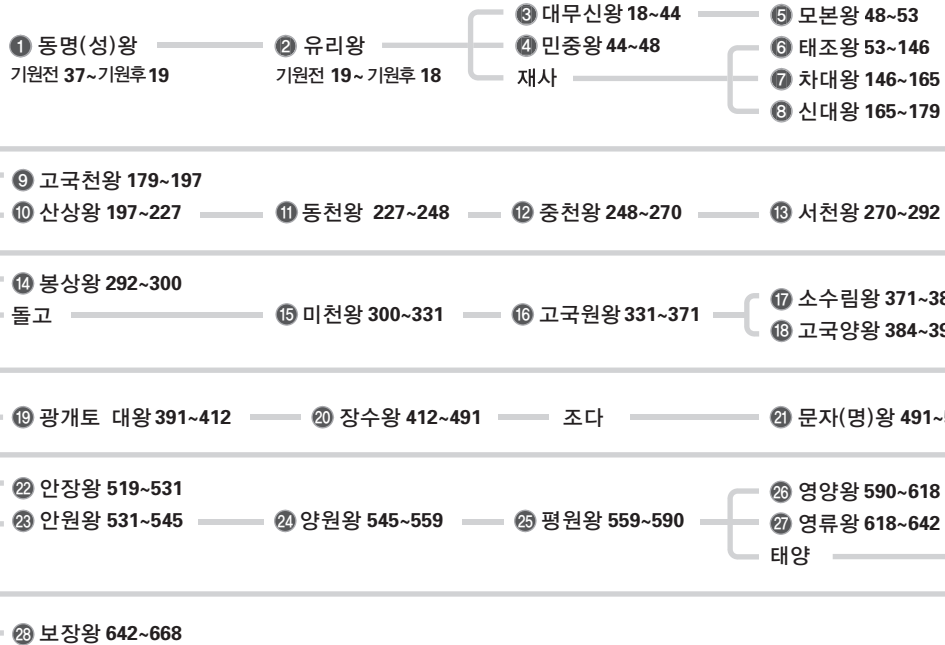 ❶ 동명(성)왕
기원전 37~기원후 19
❷ 유리왕
기원전 19~기원후 18
❸ 대무신왕 18~44
❹ 민중왕 44~48
재사
❺ 모본왕 48~53
❻ 태조왕 53~146
❼ 차대왕 146~165
❽ 신대왕 165~179
❾ 고국천왕 179~197
❿ 산상왕 197~227
⓫ 동천왕 227~248
⓬ 중천왕 248~270
⓭ 서천왕 270~292
⓮ 봉상왕 292~300
돌고
⓯ 미천왕 300~331
⓰ 고국원왕 331~371
⓱ 소수림왕 371~38
⓲ 고국양왕 384~39
⓳ 광개토 대왕 391~412
⓴ 장수왕 412~491
조다
㉑ 문자(명)왕 491~
㉒ 안장왕 519~531
㉓ 안원왕 531~545
㉔ 양원왕 545~559
㉕ 평원왕 559~590
㉖ 영양왕 590~618
㉗ 영류왕 618~642
태양
㉘ 보장왕 642~668